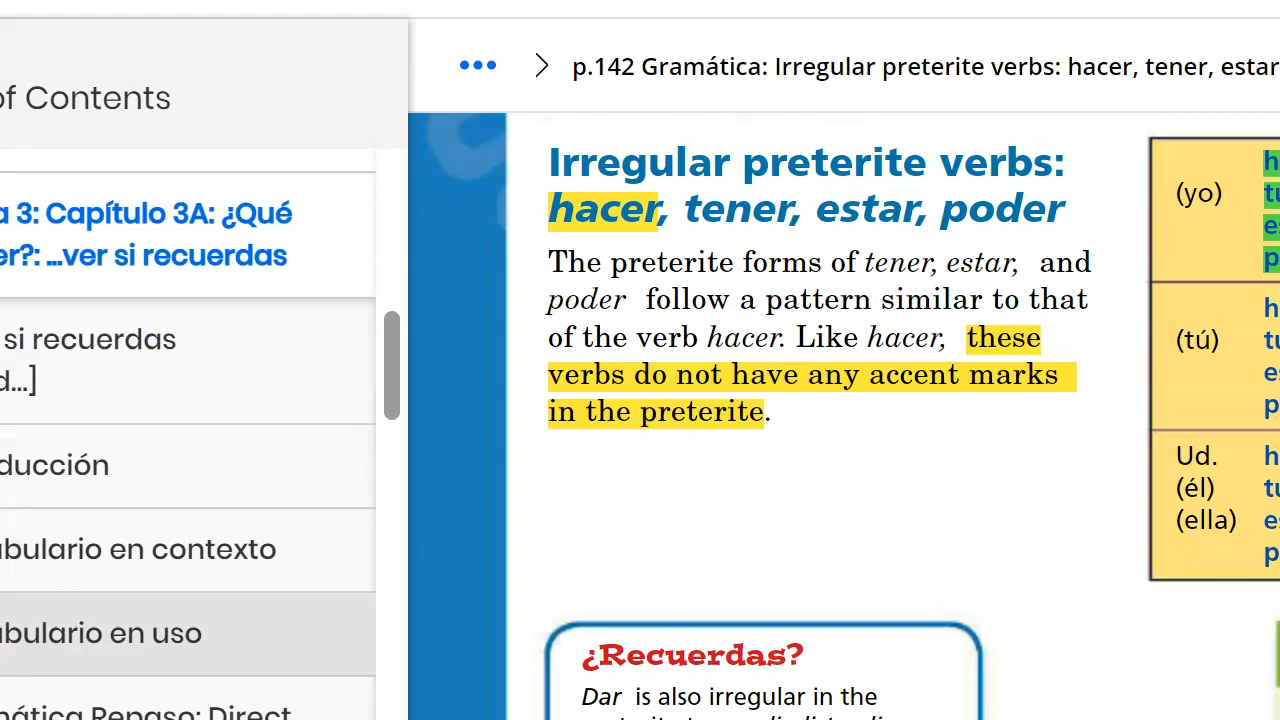 of Contents
3: Capítulo 3A: ¿Qué
er?: ...ver si recuerdas
si recuerdas
d...]
ducción
abulario en contexto
abulario en uso
mática Repaso: Direct
p.142 Gramática: Irregular preterite verbs: hacer, tener, estar
Irregular preterite verbs:
hacer, tener, estar, poder
The preterite forms of tener, estar, and
poder follow a pattern similar to that
of the verb hacer. Like hacer, these
verbs do not have any accent marks
in the preterite.
¿Recuerdas?
Dar is also irregular in the
(yo)
(tú)
Ud.
(él)
(ella)